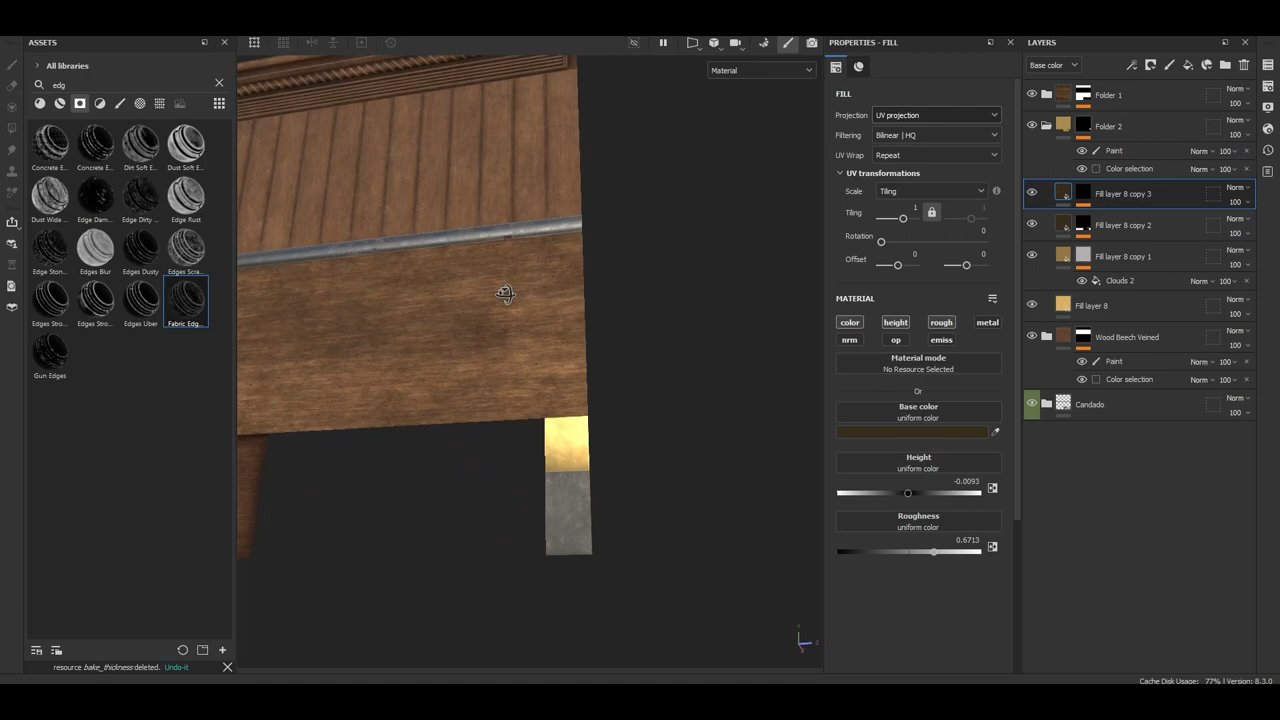 ASSETS
All libraries
edg
Concrete E...
Concrete E...
Dirt Soft E...
Dust Soft E...
Dust Wide ...
Edge Dam...
Edge Dirty ...
Edge Rust
Edge Ston...
Edges Blur
Edges Dusty
Edges Scra...
Edges Stro...
Edges Stro...
Edges Uber
Fabric Edg...
Gun Edges
resource bake_thickness deleted. Undo-it
Material
PROPERTIES - FILL
FILL
Projection UV projection
Filtering Bilinear | HQ
UV Wrap Repeat
UV transformations
Scale Tiling
Tiling 1 1
Rotation 0
Offset 0 0
MATERIAL
color height rough metal
nrm op emiss
Material mode
No Resource Selected
Or
Base color
uniform color
Height
uniform color
-0.0093
Roughness
uniform color
0.6713
LAYERS
Base color
Folder 1 Norm
100
Folder 2 Norm
100
Paint Norm 100
Color selection Norm 100
Fill layer 8 copy 3 Norm
100
Fill layer 8 copy 2 Norm
100
Fill layer 8 copy 1 Norm
100
Clouds 2 Norm 100
Fill layer 8 Norm
100
Wood Beech Veined Norm
100
Paint Norm 100
Color selection Norm 100
Candado Norm
100
Cache Disk Usage: 77% | Version: 8.3.0